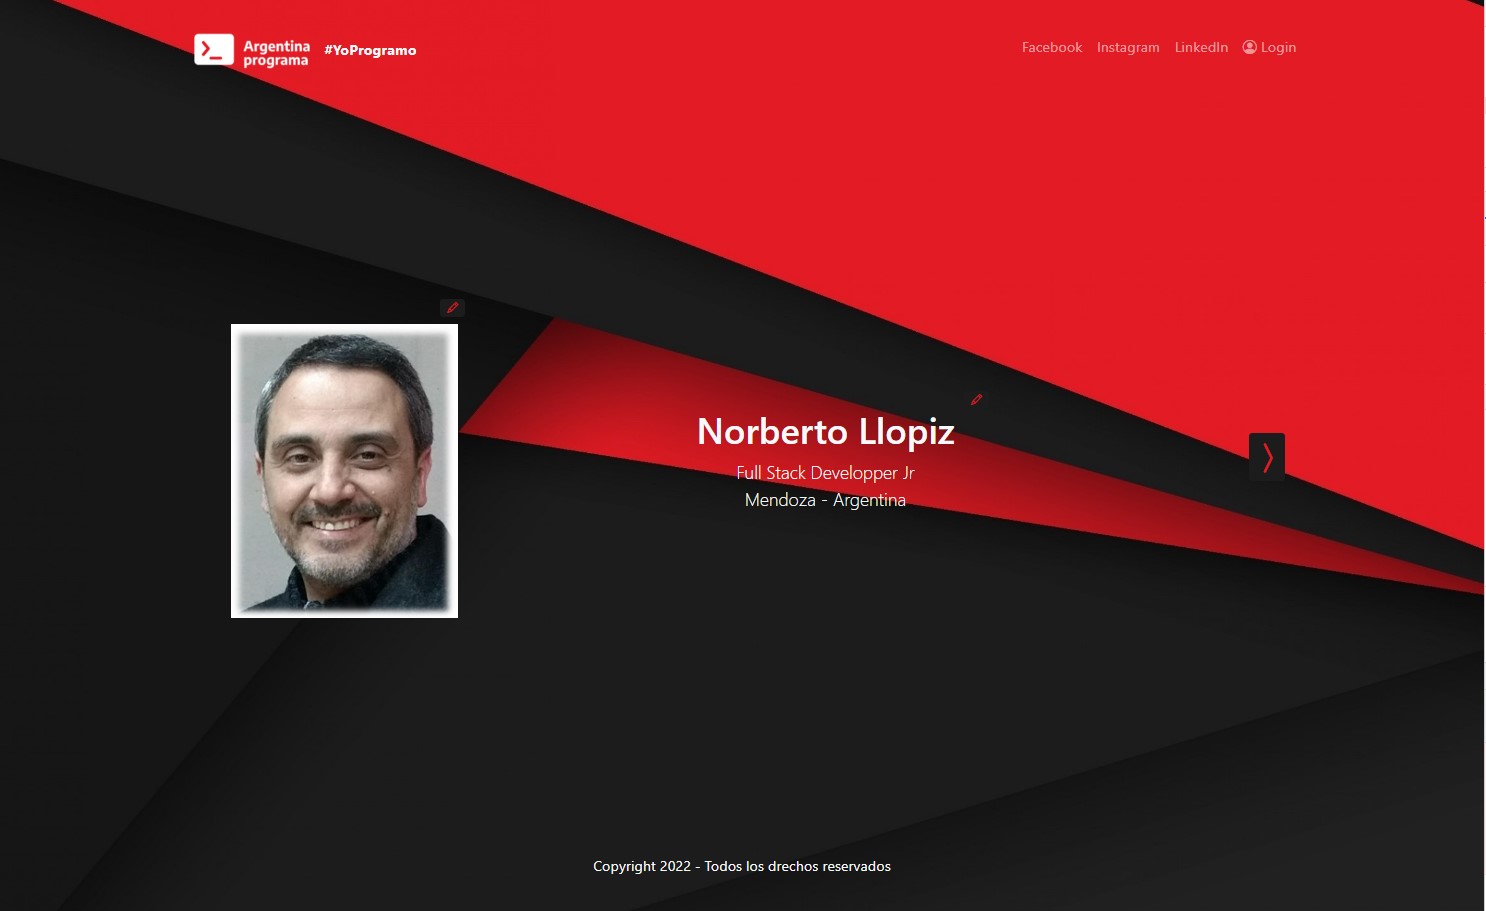 Argentina
programa
#YoProgramo
Facebook Instagram LinkedIn Login
Norberto Llopiz
Full Stack Developper Jr
Mendoza - Argentina
Copyright 2022 - Todos los drechos reservados